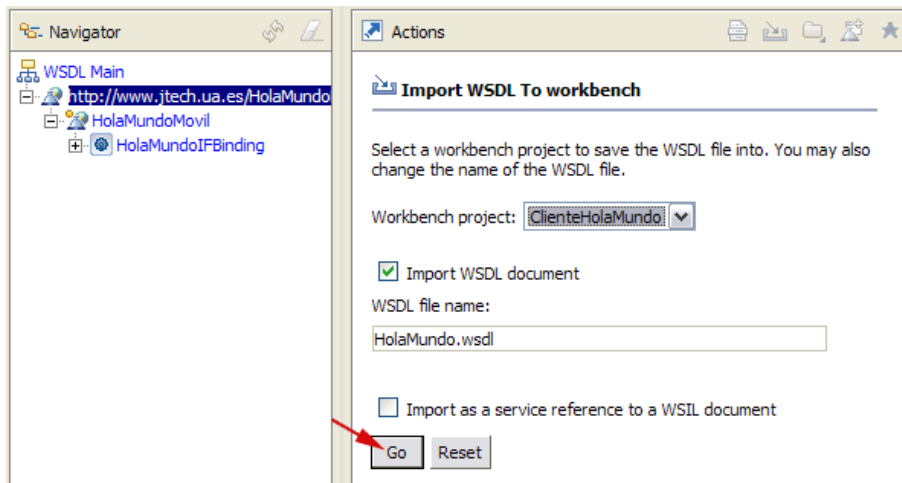 Navigator
WSDL Main
http://www.jtech.ua.es/HolaMundo
HolaMundoMovil
HolaMundoIFBinding
Actions
Import WSDL To workbench
Select a workbench project to save the WSDL file into. You may also
change the name of the WSDL file.
Workbench project: ClienteHolaMundo
Import WSDL document
WSDL file name:
HolaMundo.wsdl
Import as a service reference to a WSIL document
Go Reset